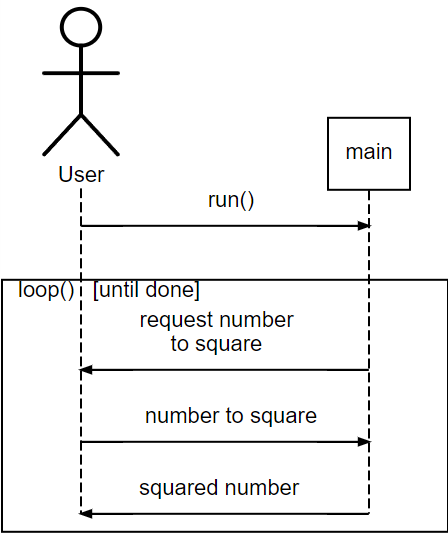 User
main
run()
loop() [until done]
request number
to square
number to square
squared number